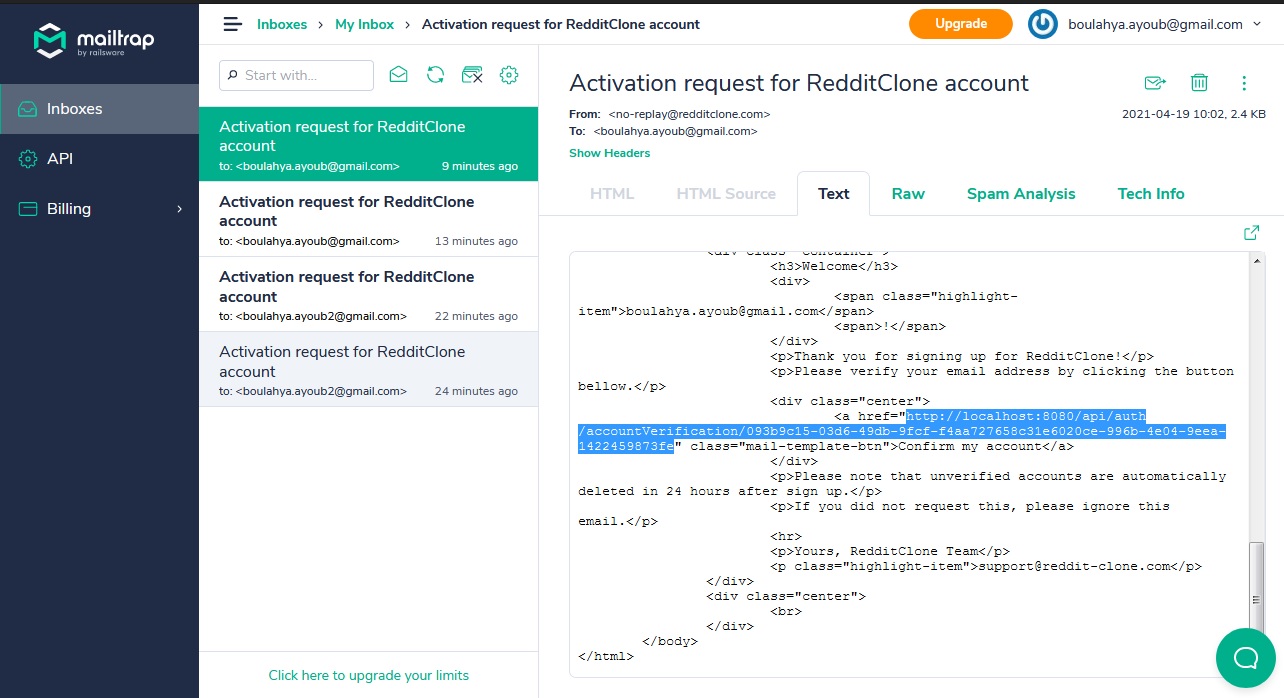 mailtrap
by railsware
Inboxes
API
Billing
Inboxes > My Inbox > Activation request for RedditClone account
Upgrade
boulahya.ayoub@gmail.com
Start with...
Activation request for RedditClone
account
to: <boulahya.ayoub@gmail.com> 9 minutes ago
Activation request for RedditClone
account
to: <boulahya.ayoub@gmail.com> 13 minutes ago
Activation request for RedditClone
account
to: <boulahya.ayoub2@gmail.com> 22 minutes ago
Activation request for RedditClone
account
to: <boulahya.ayoub2@gmail.com> 24 minutes ago
Click here to upgrade your limits
Activation request for RedditClone account
From: <no-replay@redditclone.com>
2021-04-19 10:02, 2.4 KB
To: <boulahya.ayoub@gmail.com>
Show Headers
HTML HTML Source Text Raw Spam Analysis Tech Info
<div class="container">
<h3>Welcome</h3>
<div>
<span class="highlight-
item">boulahya.ayoub@gmail.com</span>
<span>!</span>
</div>
<p>Thank you for signing up for RedditClone!</p>
<p>Please verify your email address by clicking the button
bellow.</p>
<div class="center">
<a href="http://localhost:8080/api/auth
/accountVerification/093b9c15-03d6-49db-9fcf-f4aa727658c31e6020ce-996b-4e04-9eea-
1422459873fe" class="mail-template-btn">Confirm my account</a>
</div>
<p>Please note that unverified accounts are automatically
deleted in 24 hours after sign up.</p>
<p>If you did not request this, please ignore this
email.</p>
<hr>
<p>Yours, RedditClone Team</p>
<p class="highlight-item">support@reddit-clone.com</p>
</div>
<div class="center">
<br>
</div>
</body>
</html>